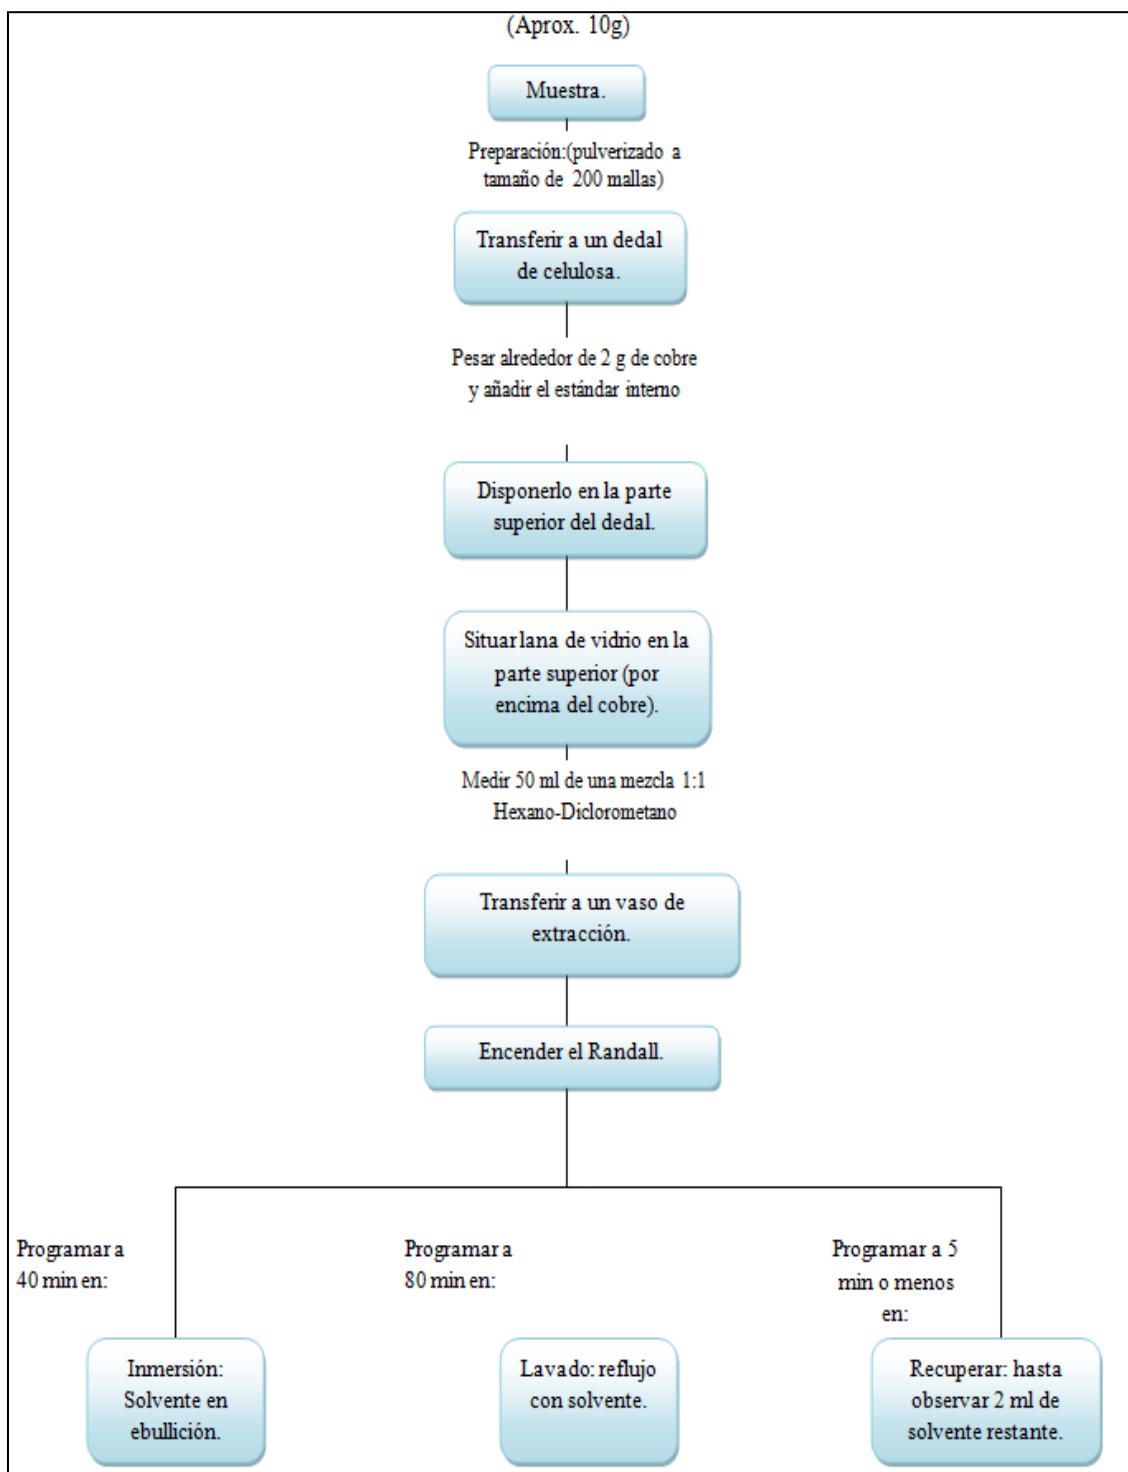 (Aprox. 10g)
Muestra.
Preparación:(pulverizado a
tamaño de 200 mallas)
Transferir a un dedal
de celulosa.
Pesar alrededor de 2 g de cobre
y añadir el estándar interno
Disponerlo en la parte
superior del dedal.
Situar lana de vidrio en la
parte superior (por
encima del cobre).
Medir 50 ml de una mezcla 1:1
Hexano-Diclorometano
Transferir a un vaso de
extracción.
Encender el Randall.
Programar a
40 min en:
Programar a
80 min en:
Programar a 5
min o menos
en:
Inmersión:
Solvente en
ebullición.
Lavado: reflujo
con solvente.
Recuperar: hasta
observar 2 ml de
solvente restante.